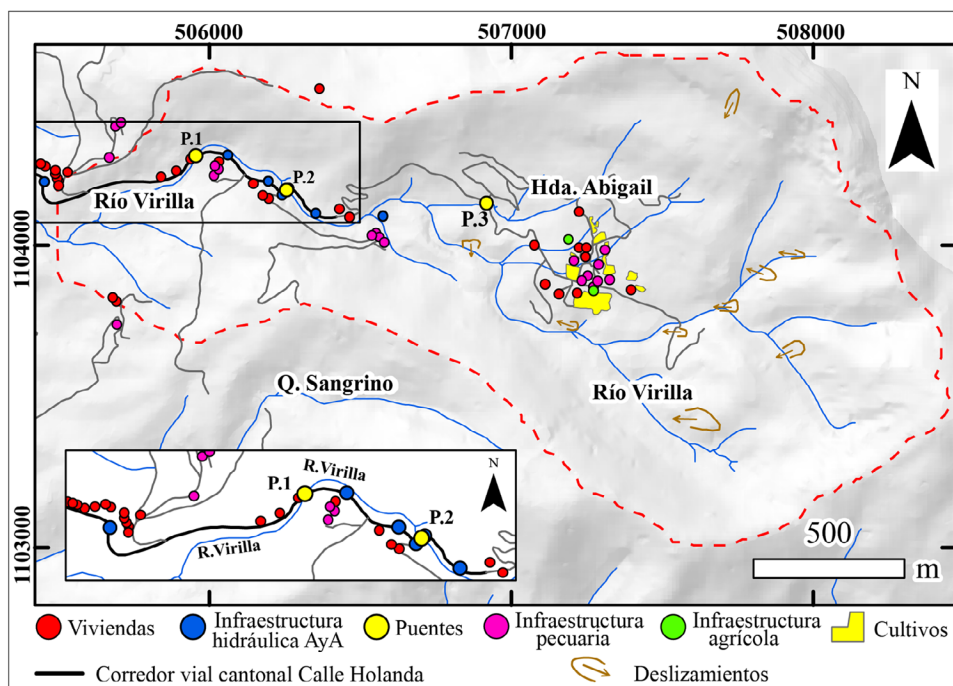 506000 507000 508000
N
P.1
P.2
Río Virilla
Hda. Abigail
P.3
1104000
Q. Sangrino
Río Virilla
N
R.Virilla
P.1
P.2
R.Virilla
1103000
500
m
Viviendas
Infraestructura
hidráulica AyA
Puentes
Infraestructura
pecuaria
Infraestructura
agrícola
Cultivos
Corredor vial cantonal Calle Holanda
Deslizamientos